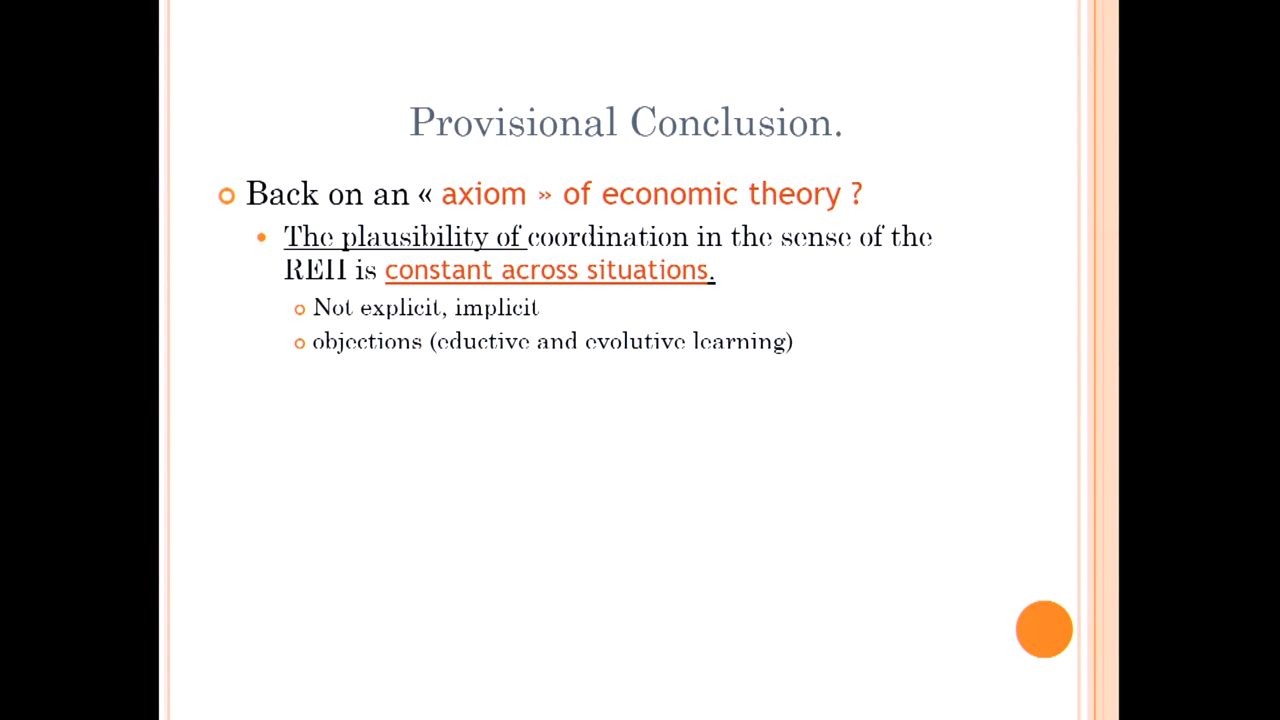 Provisional Conclusion.
Back on an « axiom » of economic theory ?
The plausibility of coordination in the sense of the
REH is constant across situations.
Not explicit, implicit
objections (eductive and evolutive learning)